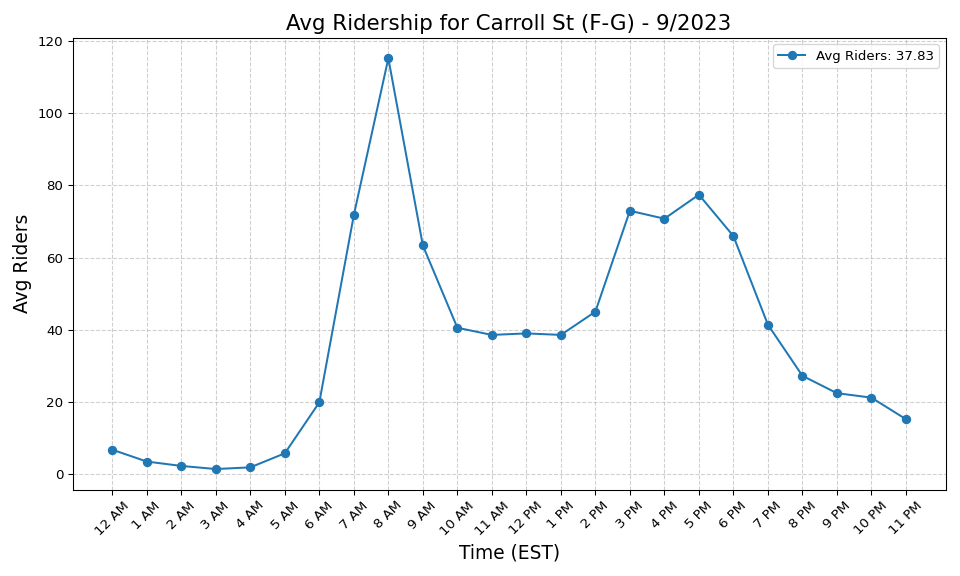 Avg Ridership for Carroll St (F-G) - 9/2023
Avg Riders: 37.83
Avg Riders
120
100
80
60
40
20
0
12 AM
1 AM
2 AM
3 AM
4 AM
5 AM
6 AM
7 AM
8 AM
9 AM
10 AM
11 AM
12 PM
1 PM
2 PM
3 PM
4 PM
5 PM
6 PM
7 PM
8 PM
9 PM
10 PM
11 PM
Time (EST)